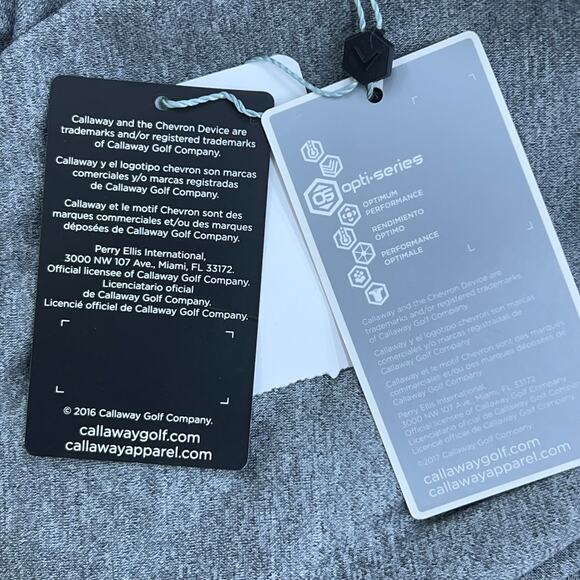 Callaway and the Chevron Device are
trademarks and/or registered trademarks
of Callaway Golf Company.
Callaway y el logotipo chevron son marcas
comerciales y/o marcas registradas
de Callaway Golf Company.
Callaway et le motif Chevron sont des
marques commerciales et/ou des marques
déposées de Callaway Golf Company.
Perry Ellis International,
3000 NW 107 Ave., Miami, FL 33172.
Official licensee of Callaway Golf Company.
Licenciatario oficial
de Callaway Golf Company.
Licencié officiel de Callaway Golf Company.
© 2016 Callaway Golf Company.
callawaygolf.com
callawayapparel.com
OS opti-series
OPTIMUM
PERFORMANCE
RENDIMIENTO
ÓPTIMO
PERFORMANCE
OPTIMALE
Callaway and the Chevron Device are
trademarks and/or registered trademarks
of Callaway Golf Company.
Callaway y el logotipo chevron son marcas
comerciales y/o marcas registradas de
Callaway Golf Company.
Callaway et le motif Chevron sont des marques
commerciales et/ou des marques déposées de
Callaway Golf Company.
Perry Ellis International,
3000 NW 107 Ave., Miami, FL 33172
Official licensee of Callaway Golf Company.
Licenciatario oficial de Callaway Golf Company.
Licencié officiel de Callaway Golf Company.
©2017 Callaway Golf Company.
callawaygolf.com
callawayapparel.com